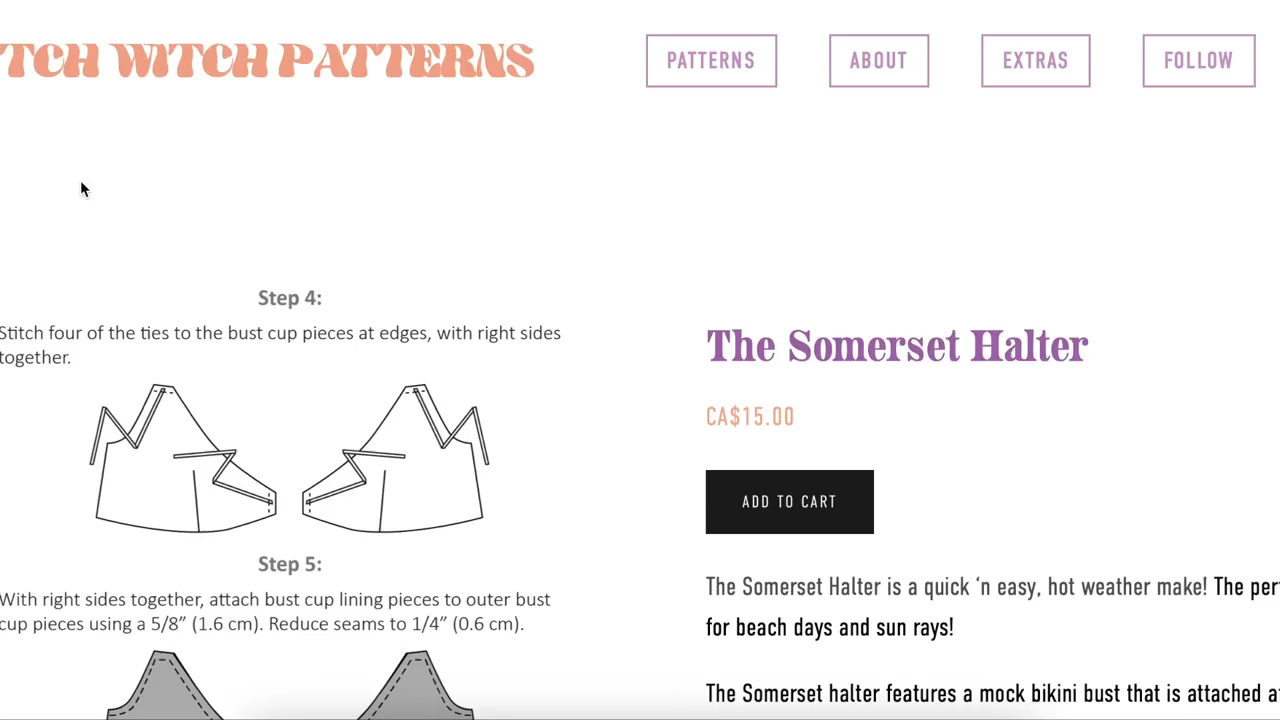 TCH WITCH PATTERNS
PATTERNS
ABOUT
EXTRAS
FOLLOW
Step 4:
Stitch four of the ties to the bust cup pieces at edges, with right sides
together.
Step 5:
With right sides together, attach bust cup lining pieces to outer bust
cup pieces using a 5/8” (1.6 cm). Reduce seams to 1/4” (0.6 cm).
The Somerset Halter
CA$15.00
ADD TO CART
The Somerset Halter is a quick ‘n easy, hot weather make! The per
for beach days and sun rays!
The Somerset halter features a mock bikini bust that is attached a